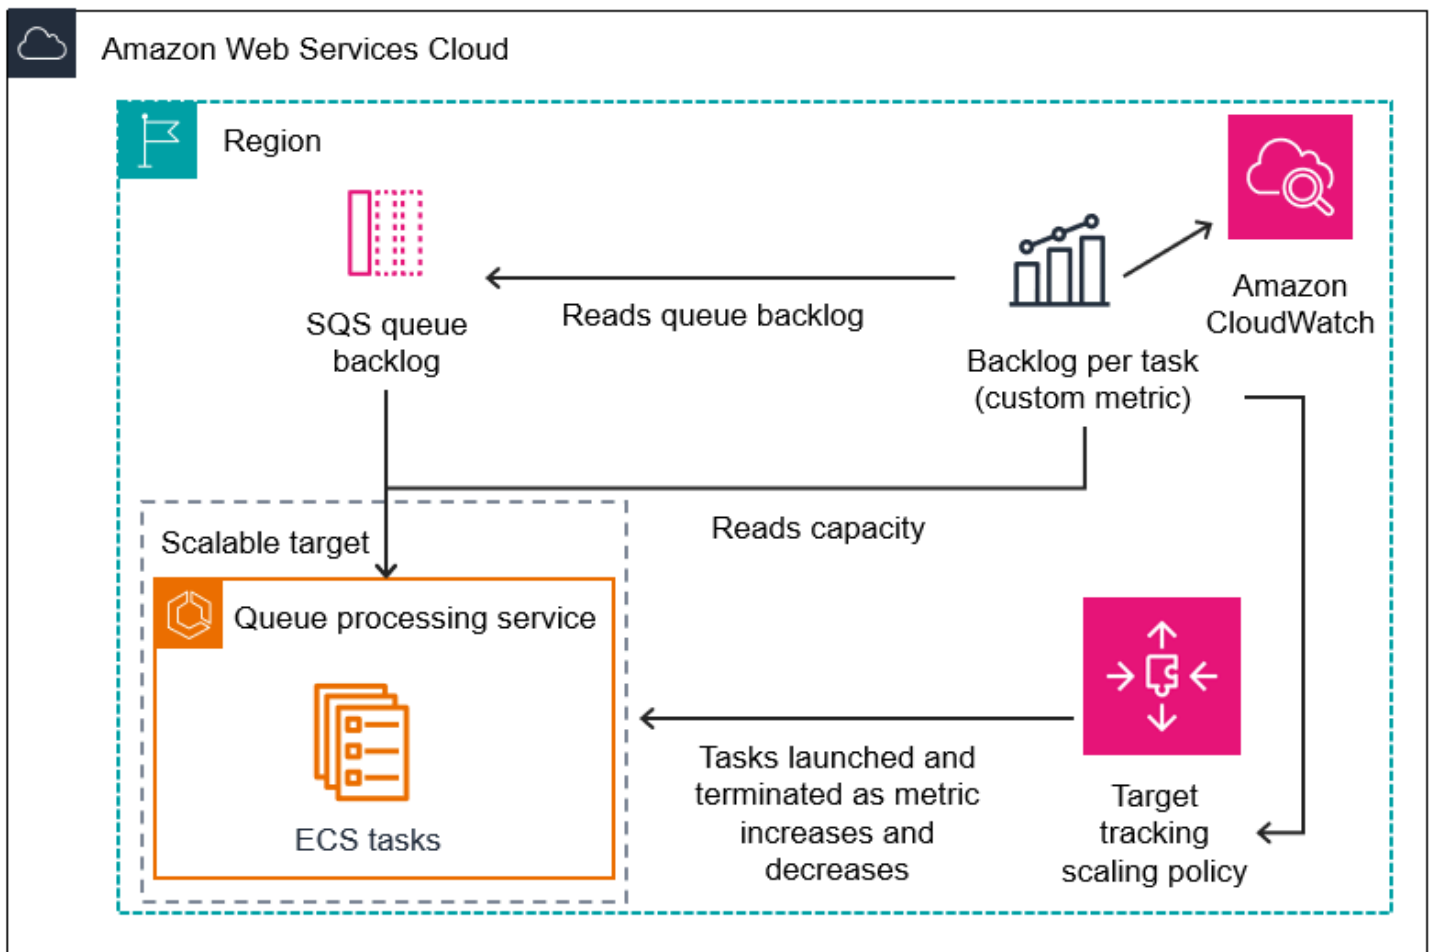 Amazon Web Services Cloud
Region
SQS queue
backlog
Reads queue backlog
Backlog per task
(custom metric)
Amazon
CloudWatch
Reads capacity
Scalable target
Queue processing service
ECS tasks
Tasks launched and
terminated as metric
increases and
decreases
Target
tracking
scaling policy